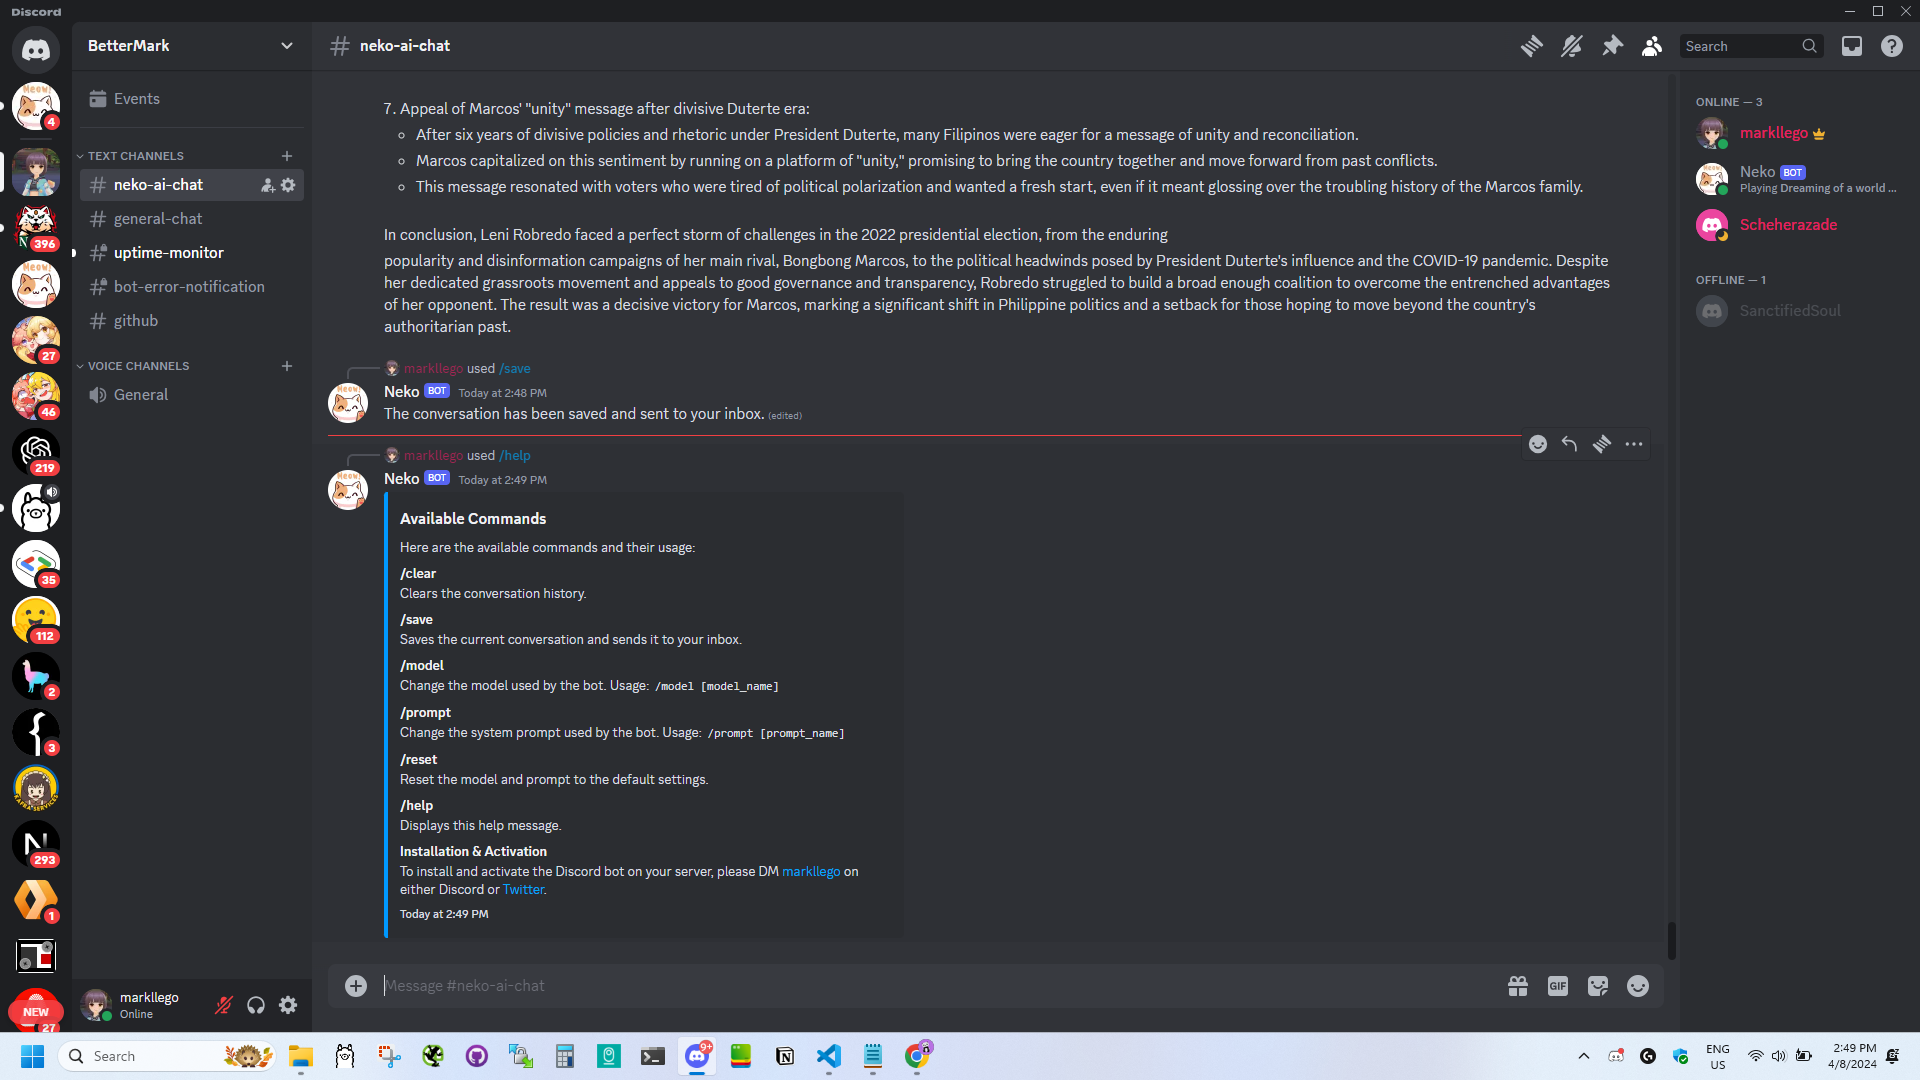 Discord
BetterMark
neko-ai-chat
Search
Events
TEXT CHANNELS
neko-ai-chat
general-chat
uptime-monitor
bot-error-notification
github
VOICE CHANNELS
General
4
396
27
46
219
35
112
2
3
293
1
NEW
27
markllego
Online
7. Appeal of Marcos' "unity" message after divisive Duterte era:
After six years of divisive policies and rhetoric under President Duterte, many Filipinos were eager for a message of unity and reconciliation.
Marcos capitalized on this sentiment by running on a platform of "unity," promising to bring the country together and move forward from past conflicts.
This message resonated with voters who were tired of political polarization and wanted a fresh start, even if it meant glossing over the troubling history of the Marcos family.
In conclusion, Leni Robredo faced a perfect storm of challenges in the 2022 presidential election, from the enduring
popularity and disinformation campaigns of her main rival, Bongbong Marcos, to the political headwinds posed by President Duterte's influence and the COVID-19 pandemic. Despite
her dedicated grassroots movement and appeals to good governance and transparency, Robredo struggled to build a broad enough coalition to overcome the entrenched advantages
of her opponent. The result was a decisive victory for Marcos, marking a significant shift in Philippine politics and a setback for those hoping to move beyond the country's
authoritarian past.
markllego used /save
Neko BOT Today at 2:48 PM
The conversation has been saved and sent to your inbox. (edited)
markllego used /help
Neko BOT Today at 2:49 PM
Available Commands
Here are the available commands and their usage:
/clear
Clears the conversation history.
/save
Saves the current conversation and sends it to your inbox.
/model
Change the model used by the bot. Usage: /model [model_name]
/prompt
Change the system prompt used by the bot. Usage: /prompt [prompt_name]
/reset
Reset the model and prompt to the default settings.
/help
Displays this help message.
Installation & Activation
To install and activate the Discord bot on your server, please DM markllego on
either Discord or Twitter.
Today at 2:49 PM
Message #neko-ai-chat
GIF
ONLINE — 3
markllego
Neko BOT
Playing Dreaming of a world ...
Scheherazade
OFFLINE — 1
SanctifiedSoul
Search
9+
ENG
US
2:49 PM
4/8/2024